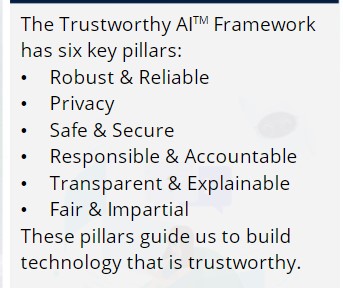 The Trustworthy AI™ Framework
has six key pillars:
• Robust & Reliable
• Privacy
• Safe & Secure
• Responsible & Accountable
• Transparent & Explainable
• Fair & Impartial
These pillars guide us to build
technology that is trustworthy.